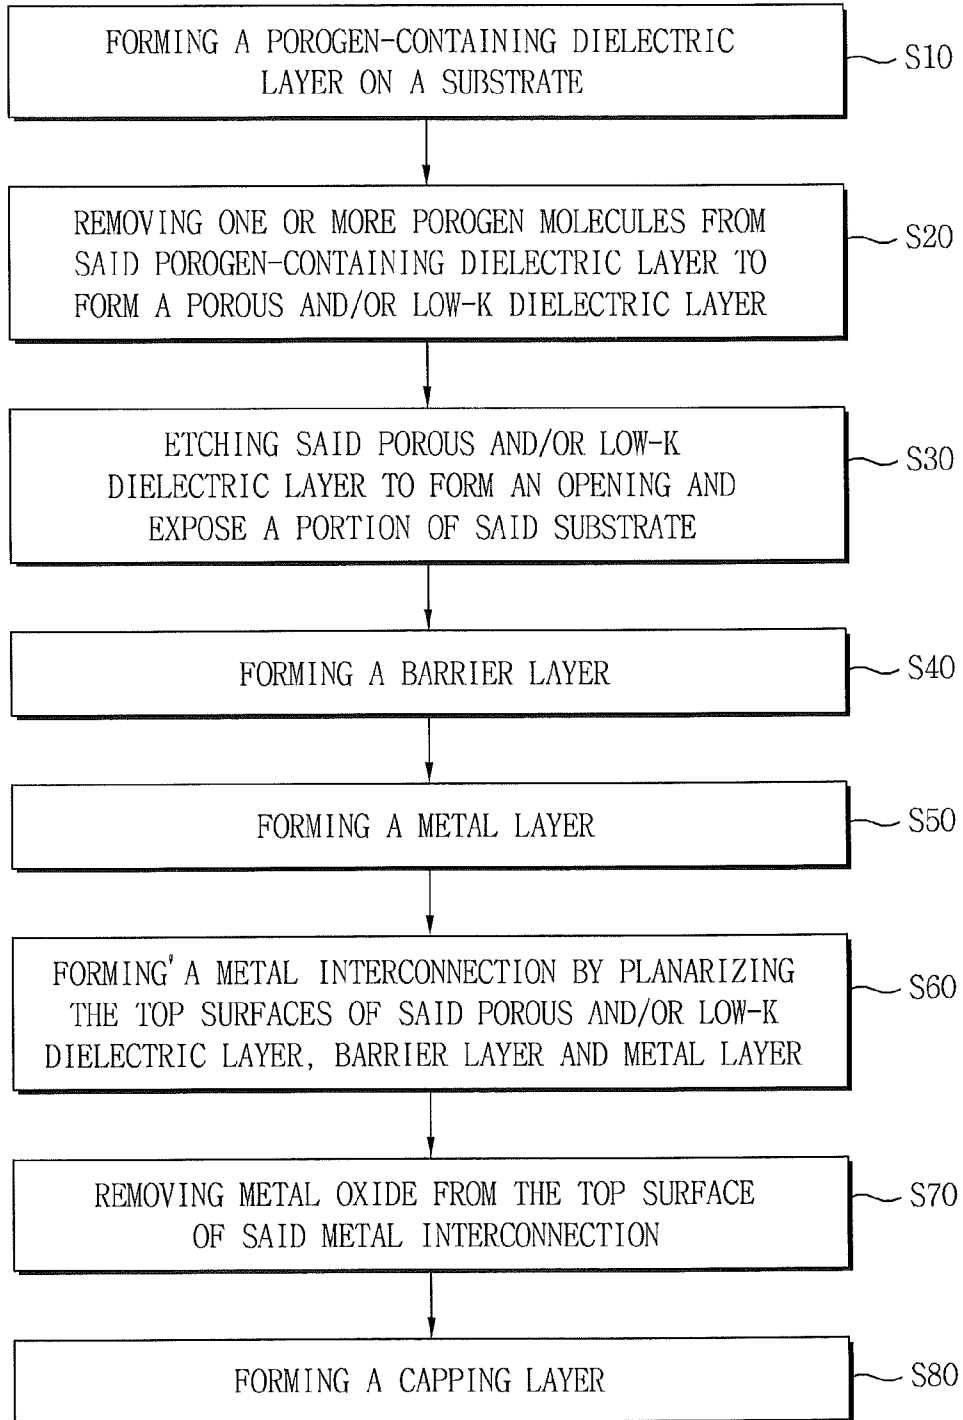 FORMING A POROGEN-CONTAINING DIELECTRIC
LAYER ON A SUBSTRATE
S10
REMOVING ONE OR MORE POROGEN MOLECULES FROM
SAID POROGEN-CONTAINING DIELECTRIC LAYER TO
FORM A POROUS AND/OR LOW-K DIELECTRIC LAYER
S20
ETCHING SAID POROUS AND/OR LOW-K
DIELECTRIC LAYER TO FORM AN OPENING AND
EXPOSE A PORTION OF SAID SUBSTRATE
S30
FORMING A BARRIER LAYER
S40
FORMING A METAL LAYER
S50
FORMING' A METAL INTERCONNECTION BY PLANARIZING
THE TOP SURFACES OF SAID POROUS AND/OR LOW-K
DIELECTRIC LAYER, BARRIER LAYER AND METAL LAYER
S60
REMOVING METAL OXIDE FROM THE TOP SURFACE
OF SAID METAL INTERCONNECTION
S70
FORMING A CAPPING LAYER
S80